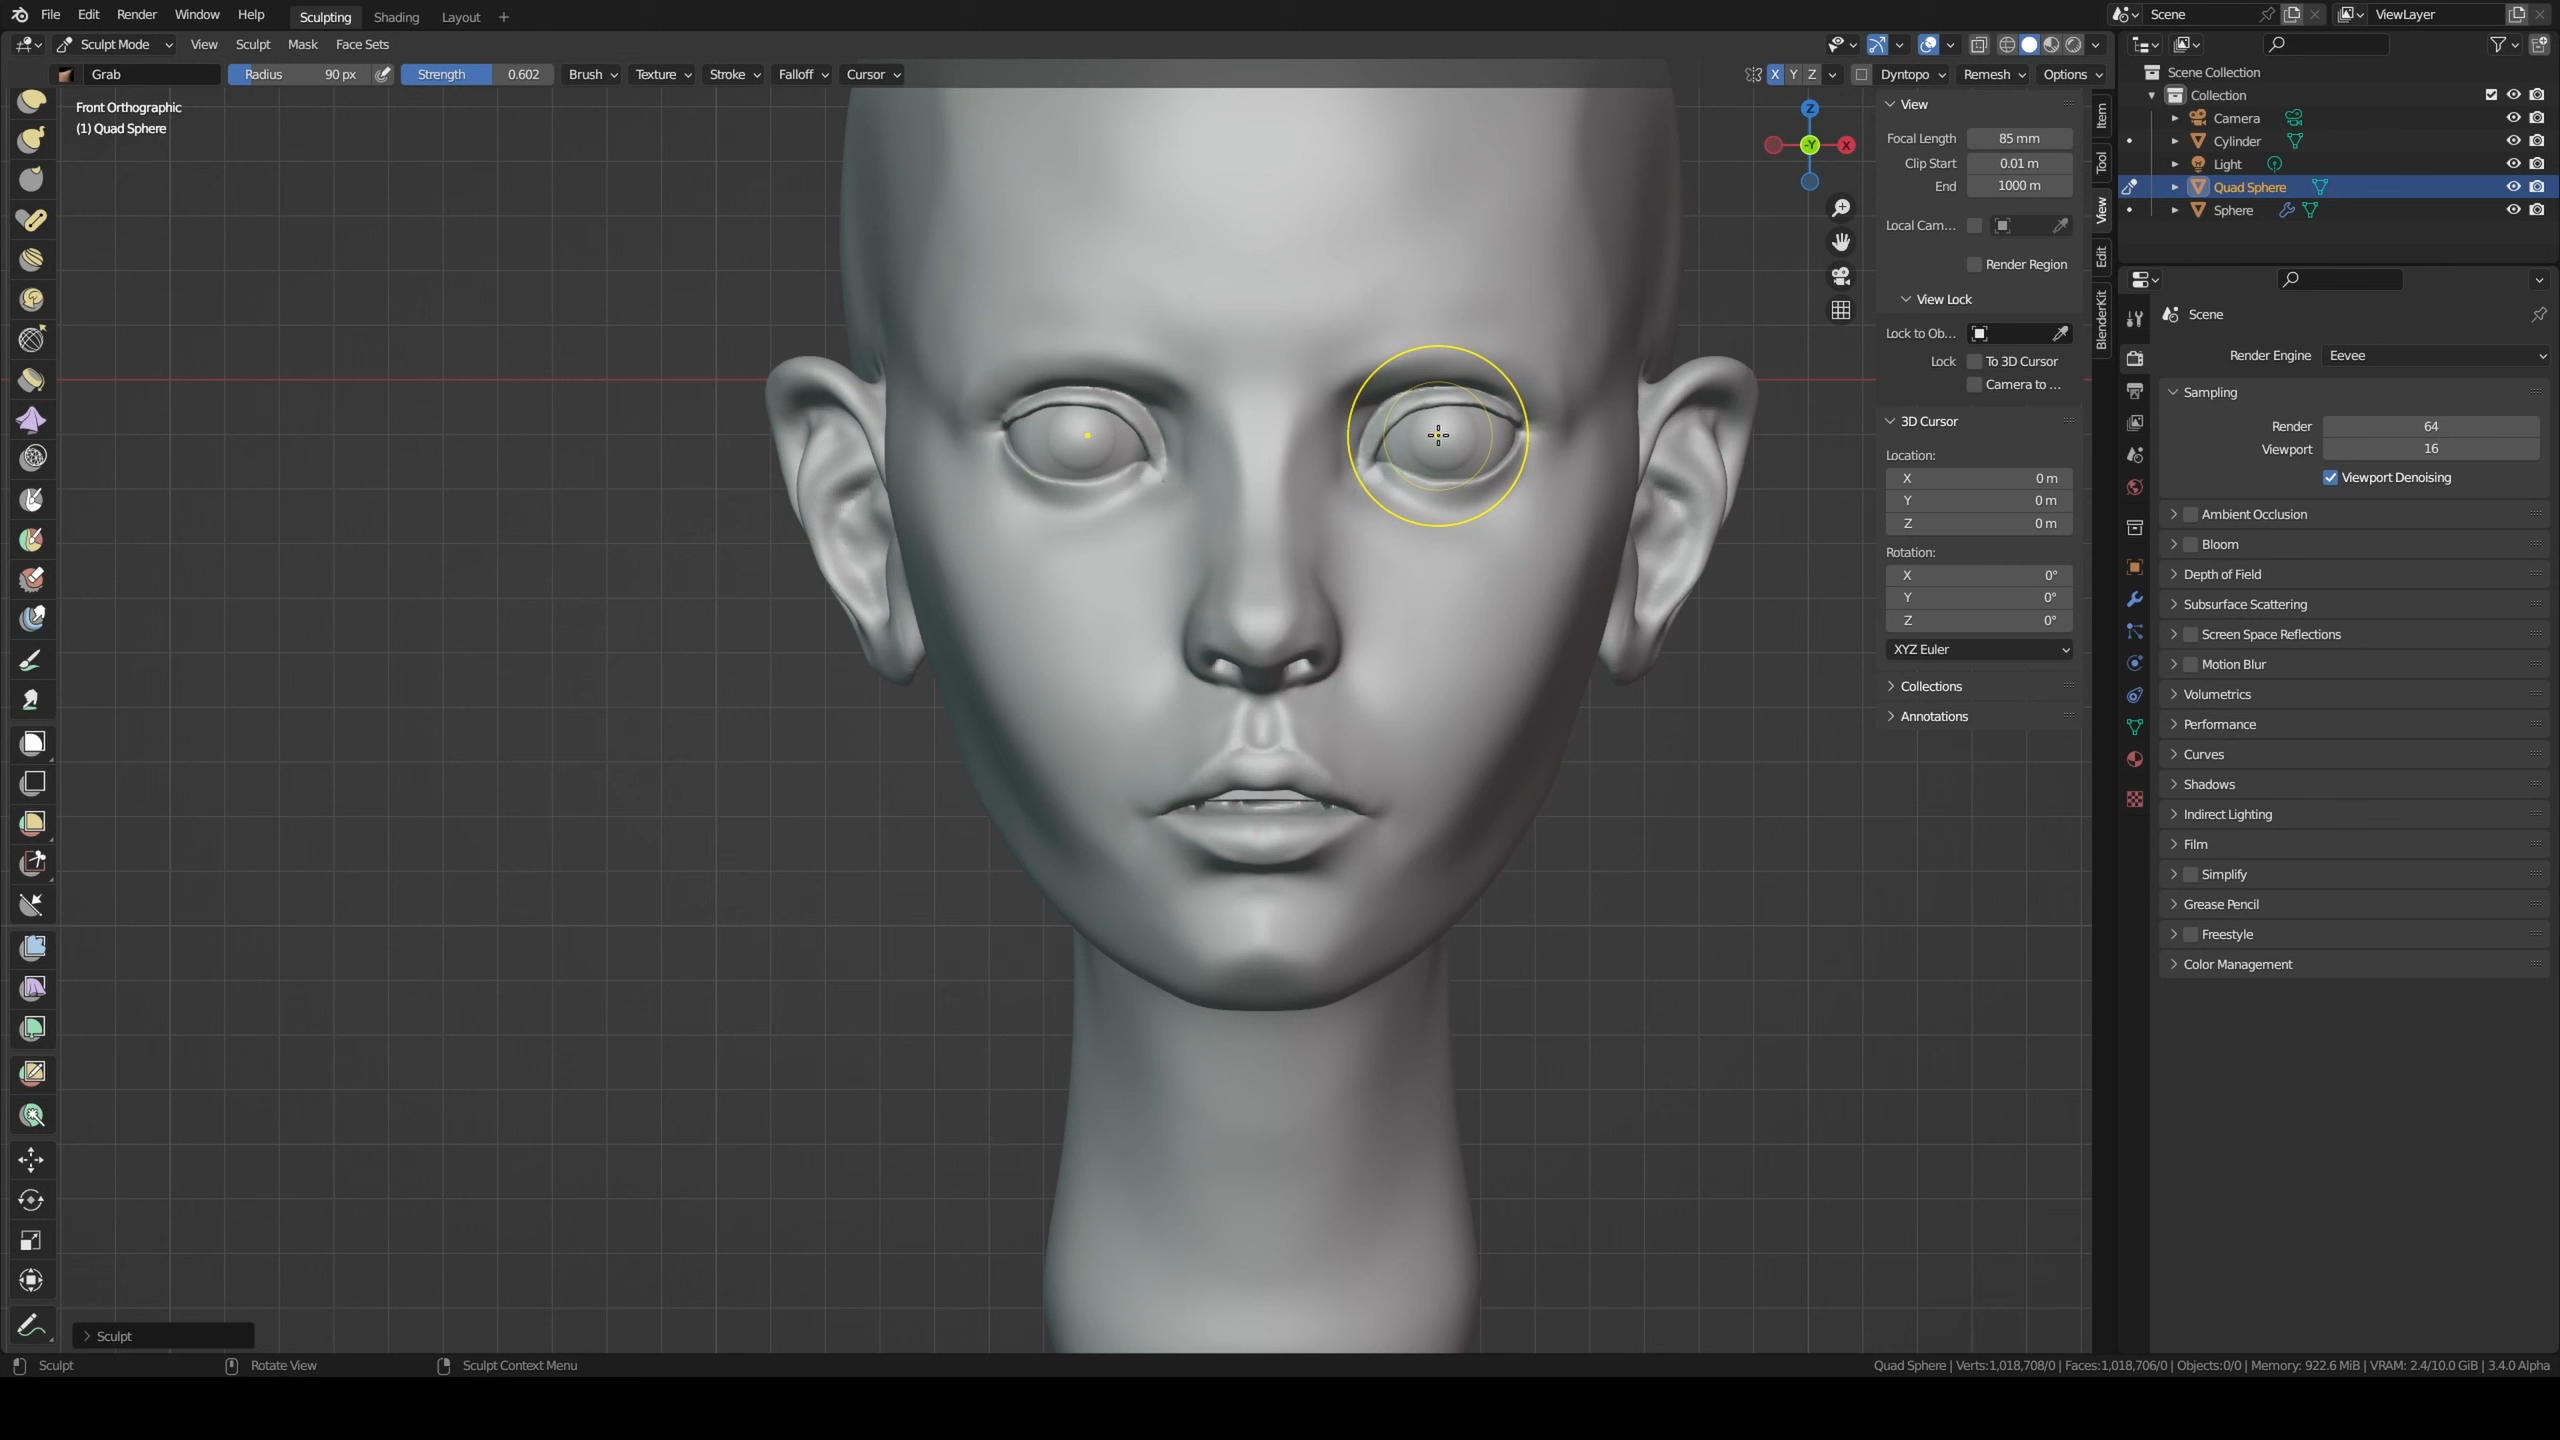 File Edit Render Window Help Sculpting Shading Layout + Scene ViewLayer
Sculpt Mode View Sculpt Mask Face Sets
Grab Radius 90 px Strength 0.602 Brush Texture Stroke Falloff Cursor X Y Z Dyntopo Remesh Options
Front Orthographic
(1) Quad Sphere
Z
-Y
X
View
Focal Length 85 mm
Clip Start 0.01 m
End 1000 m
Local Cam...
Render Region
View Lock
Lock to Ob...
Lock To 3D Cursor
Camera to ...
3D Cursor
Location:
X 0 m
Y 0 m
Z 0 m
Rotation:
X 0°
Y 0°
Z 0°
XYZ Euler
Collections
Annotations
Item
Tool
View
Edit
BlenderKit
Scene Collection
Collection
Camera
Cylinder
Light
Quad Sphere
Sphere
Scene
Render Engine Eevee
Sampling
Render 64
Viewport 16
Viewport Denoising
Ambient Occlusion
Bloom
Depth of Field
Subsurface Scattering
Screen Space Reflections
Motion Blur
Volumetrics
Performance
Curves
Shadows
Indirect Lighting
Film
Simplify
Grease Pencil
Freestyle
Color Management
Sculpt
Sculpt Rotate View Sculpt Context Menu Quad Sphere | Verts:1,018,708/0 | Faces:1,018,706/0 | Objects:0/0 | Memory: 922.6 MiB | VRAM: 2.4/10.0 GiB | 3.4.0 Alpha